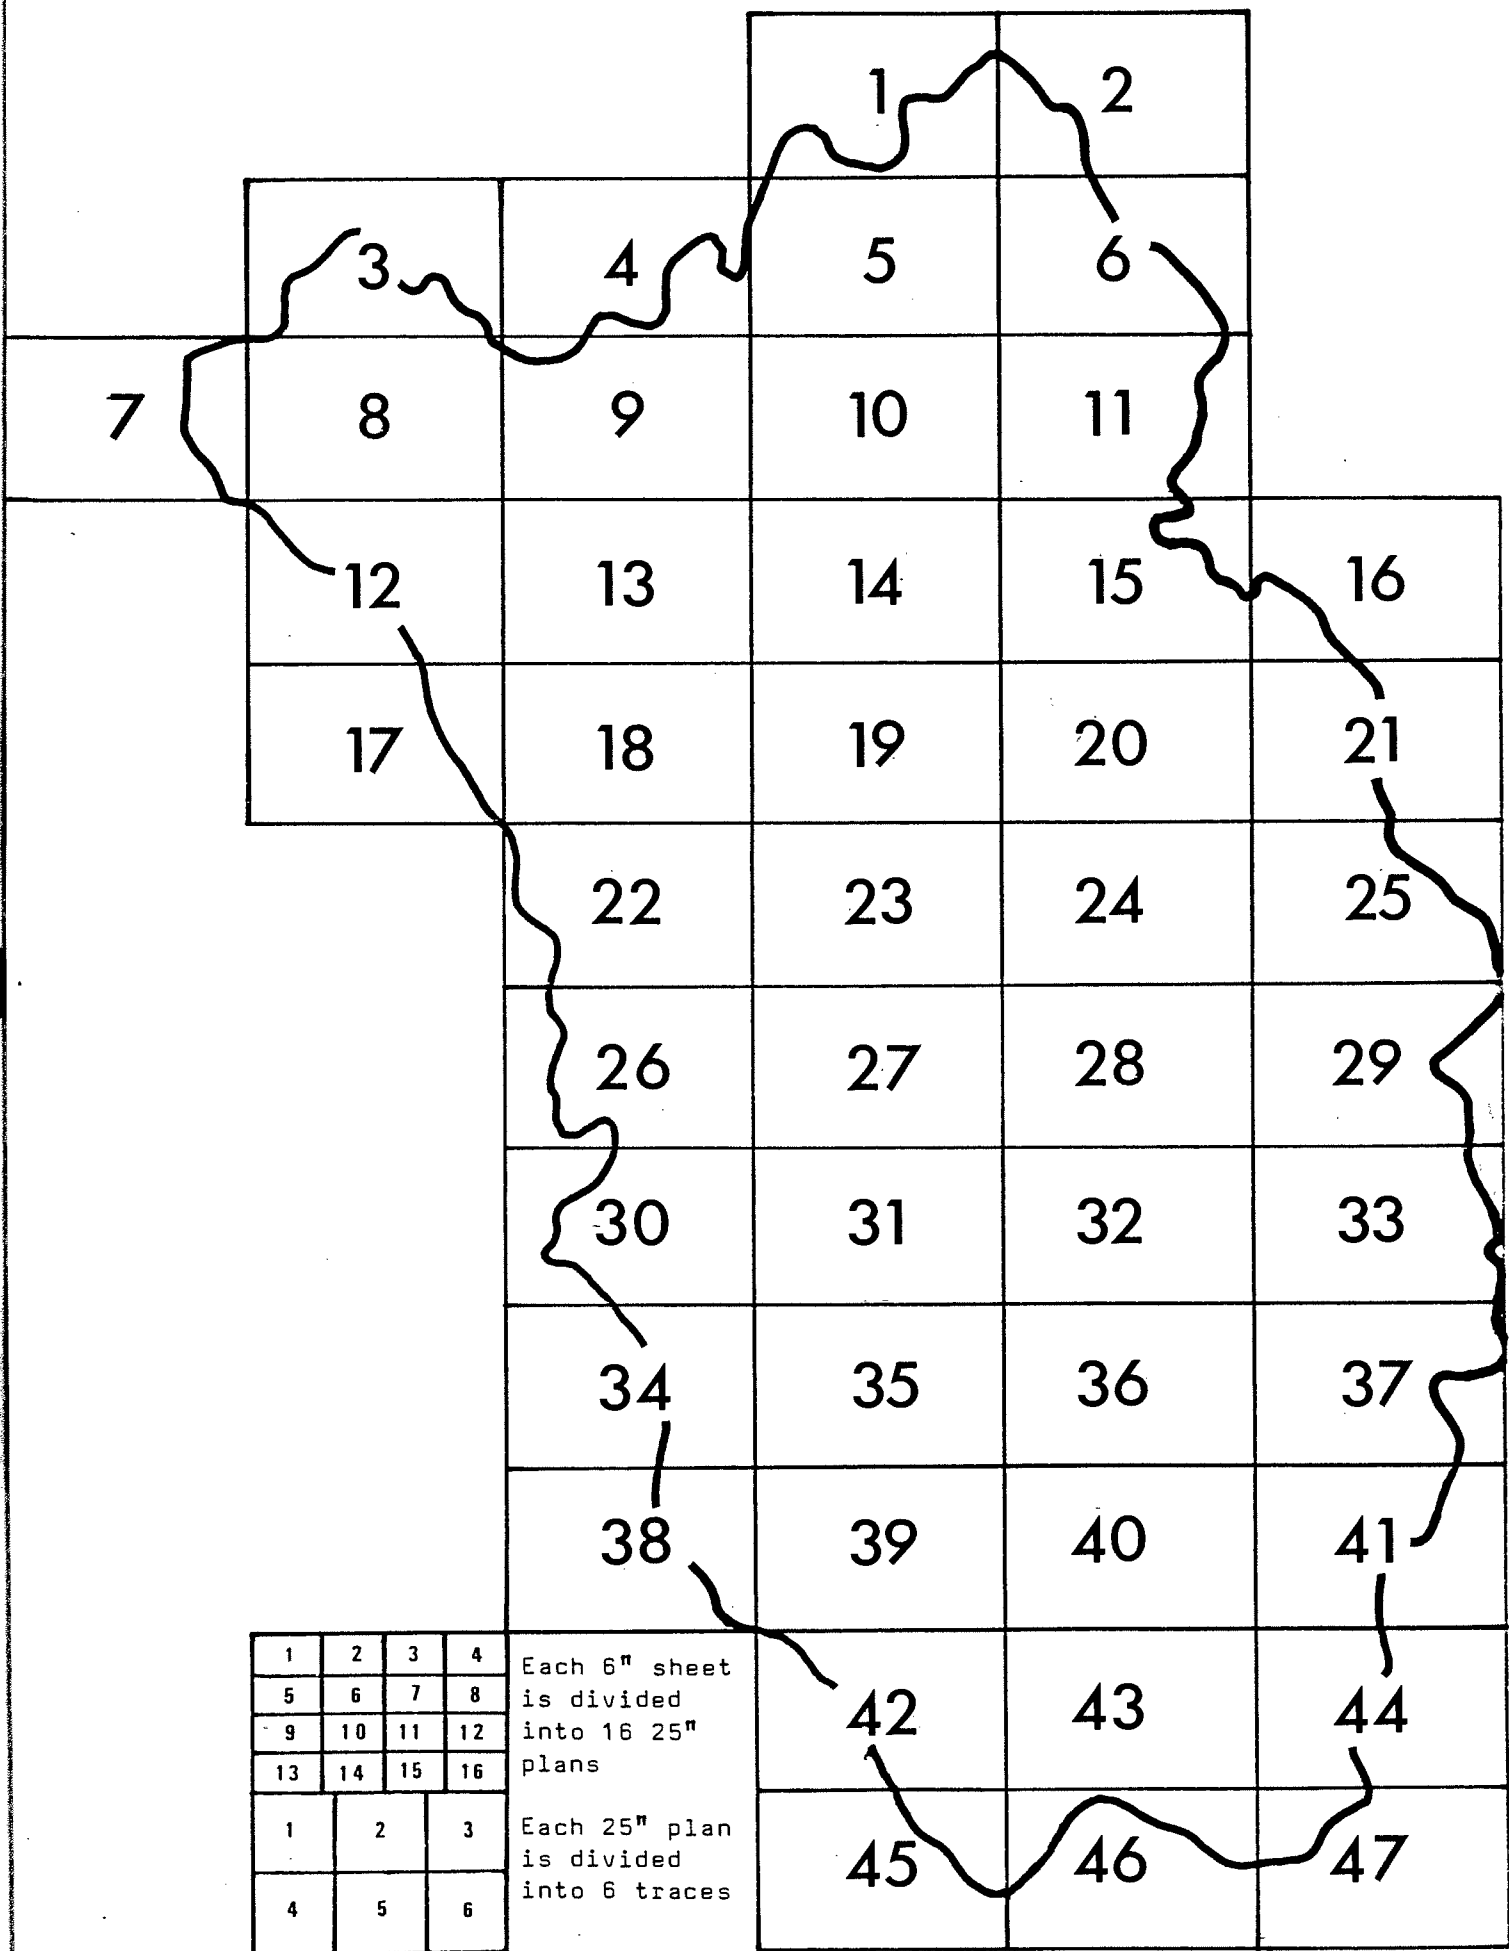 1 2
3 4 5 6
7 8 9 10 11
12 13 14 15 16
17 18 19 20 21
22 23 24 25
26 27 28 29
30 31 32 33
34 35 36 37
38 39 40 41
42 43 44
45 46 47
1 2 3 4
5 6 7 8
9 10 11 12
13 14 15 16
Each 6" sheet
is divided
into 16 25"
plans
1 2 3
4 5 6
Each 25" plan
is divided
into 6 traces